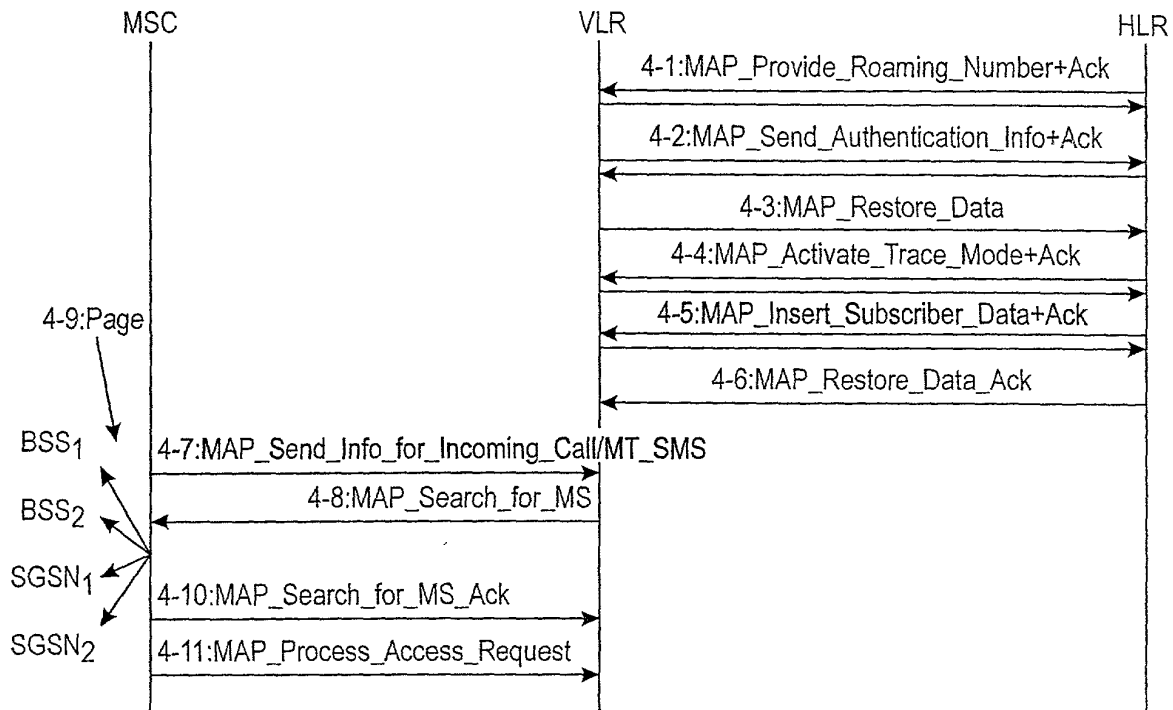 MSC VLR HLR
4-1:MAP_Provide_Roaming_Number+Ack
4-2:MAP_Send_Authentication_Info+Ack
4-3:MAP_Restore_Data
4-4:MAP_Activate_Trace_Mode+Ack
4-5:MAP_Insert_Subscriber_Data+Ack
4-9:Page
4-6:MAP_Restore_Data_Ack
BSS1
4-7:MAP_Send_Info_for_Incoming_Call/MT_SMS
4-8:MAP_Search_for_MS
BSS2
SGSN1
4-10:MAP_Search_for_MS_Ack
SGSN2
4-11:MAP_Process_Access_Request